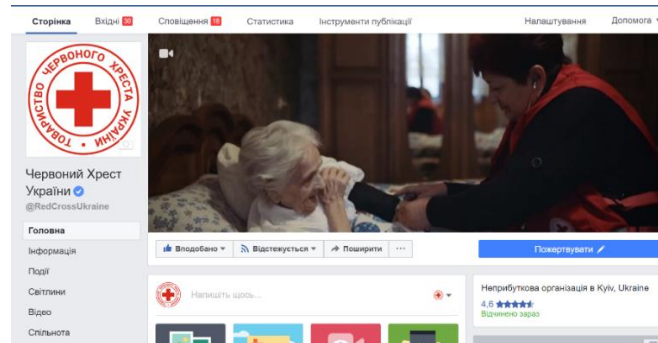 Сторінка
Вхідні 30
Сповіщення 18
Статистика
Інструменти публікації
Налаштування
Допомога
ТОВАРИСТВО ЧЕРВОНОГО ХРЕСТА УКРАЇНИ
Червоний Хрест
України
@RedCrossUkraine
Головна
Інформація
Події
Світлини
Відео
Спільнота
Вподобано
Відстежується
Поширити
Пожертвувати
Напишіть щось...
Неприбуткова організація в Kyiv, Ukraine
4,6
Відчинено зараз